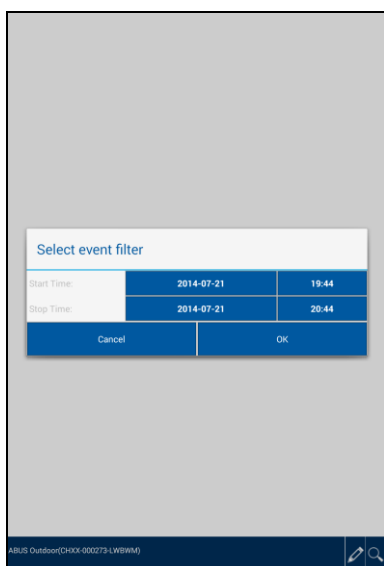 Select event filter
Start Time: 2014-07-21 19:44
Stop Time: 2014-07-21 20:44
Cancel OK
ABUS Outdoor(CHXX-000273-LWBWM)